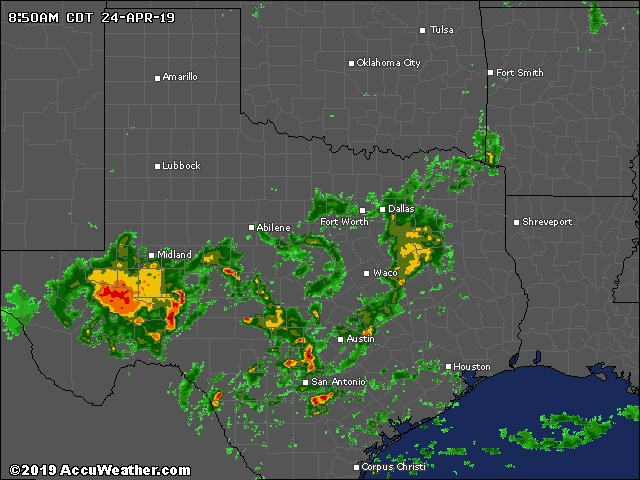 8:50AM CDT 24-APR-19
Tulsa
Oklahoma City
Fort Smith
Amarillo
Lubbock
Dallas
Fort Worth
Shreveport
Abilene
Midland
Waco
Austin
Houston
San Antonio
Corpus Christi
©2019 AccuWeather.com